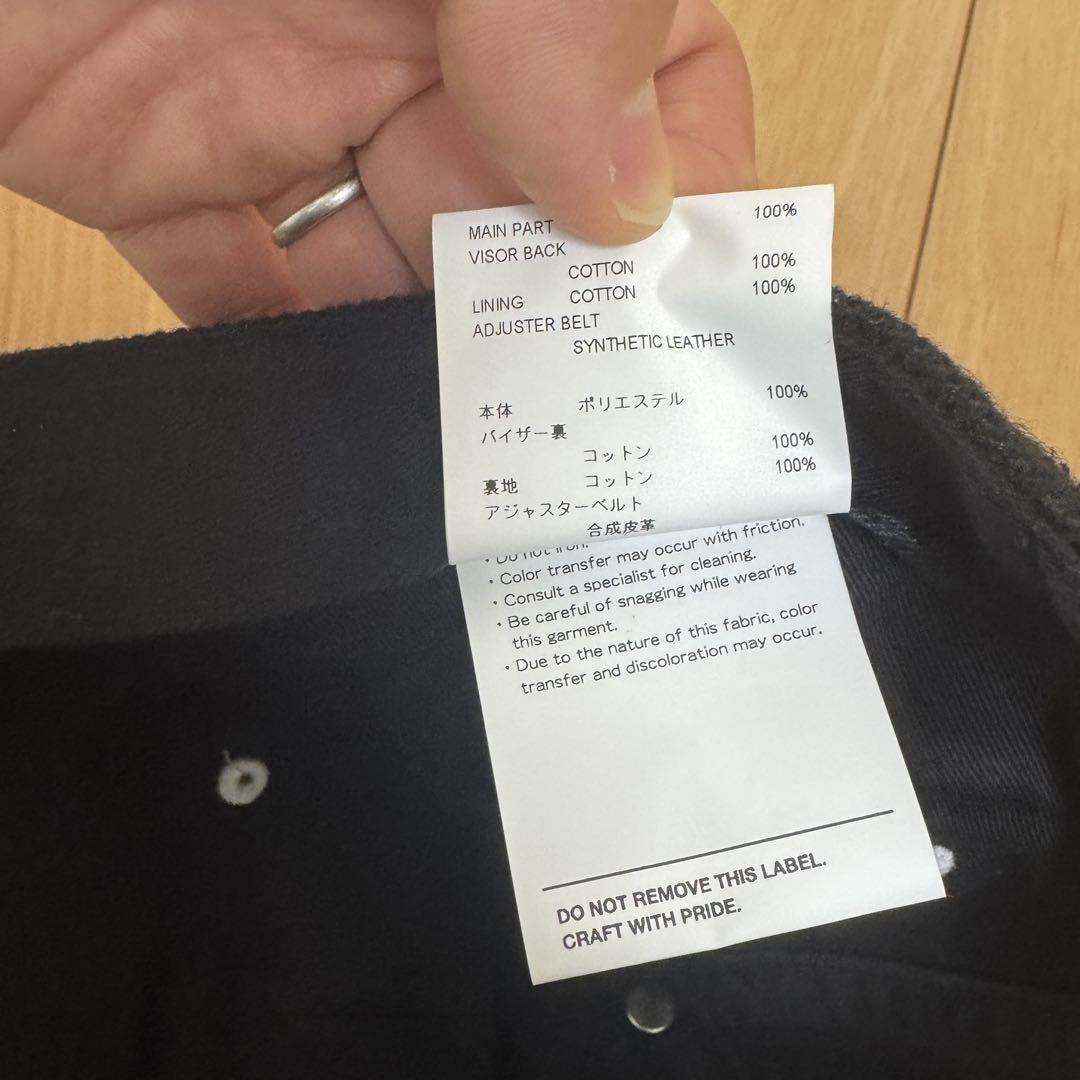 MAIN PART 100%
VISOR BACK
COTTON 100%
LINING COTTON 100%
ADJUSTER BELT
SYNTHETIC LEATHER
本体 ポリエステル 100%
バイザー裏
コットン 100%
裏地 コットン 100%
アジャスターベルト
合成皮革
• Do not iron.
• Color transfer may occur with friction.
• Consult a specialist for cleaning.
• Be careful of snagging while wearing
this garment.
• Due to the nature of this fabric, color
transfer and discoloration may occur.
DO NOT REMOVE THIS LABEL.
CRAFT WITH PRIDE.